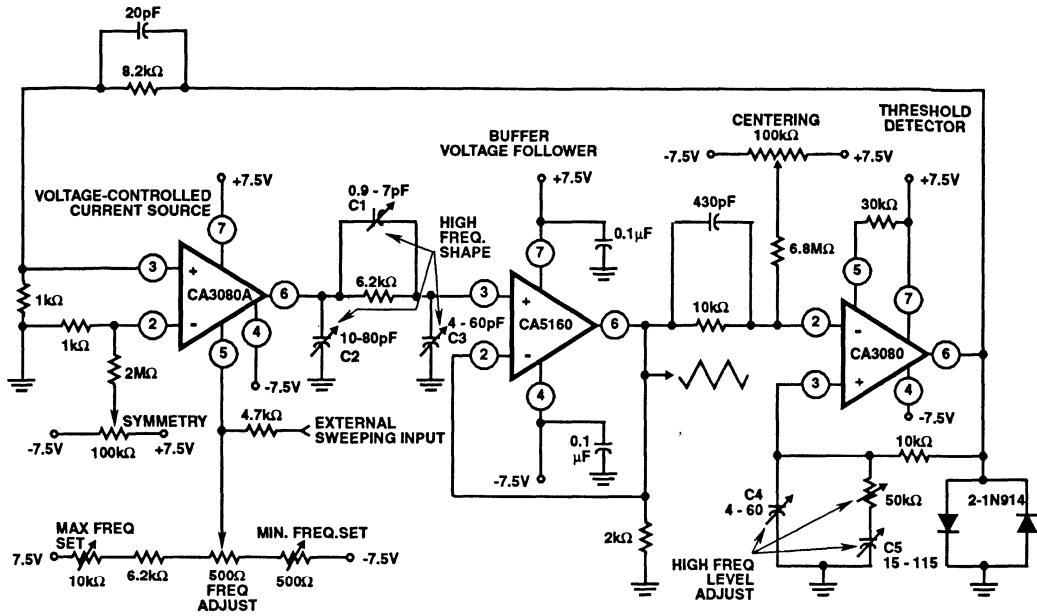 20pF
8.2kΩ
THRESHOLD
DETECTOR
CENTERING
100kΩ
-7.5V
+7.5V
BUFFER
VOLTAGE FOLLOWER
+7.5V
+7.5V
+7.5V
VOLTAGE-CONTROLLED
CURRENT SOURCE
0.9 - 7pF
C1
HIGH
FREQ.
SHAPE
430pF
30kΩ
0.1µF
6.8MΩ
7
7
5
7
3
+
CA3080A
6
6.2kΩ
3
+
CA5160
6
10kΩ
2
-
CA3080
6
1kΩ
1kΩ
2
-
4
5
10-80pF
C2
4 - 60pF
C3
2
-
4
3
+
4
-7.5V
-7.5V
2MΩ
SYMMETRY
-7.5V
+7.5V
100kΩ
4.7kΩ
EXTERNAL
SWEEPING INPUT
0.1
µF
-7.5V
10kΩ
C4
4 - 60
50kΩ
2-1N914
C5
15 - 115
2kΩ
HIGH FREQ
LEVEL
ADJUST
MAX FREQ
SET
MIN. FREQ.SET
7.5V
-7.5V
10kΩ
6.2kΩ
500Ω
FREQ
ADJUST
500Ω